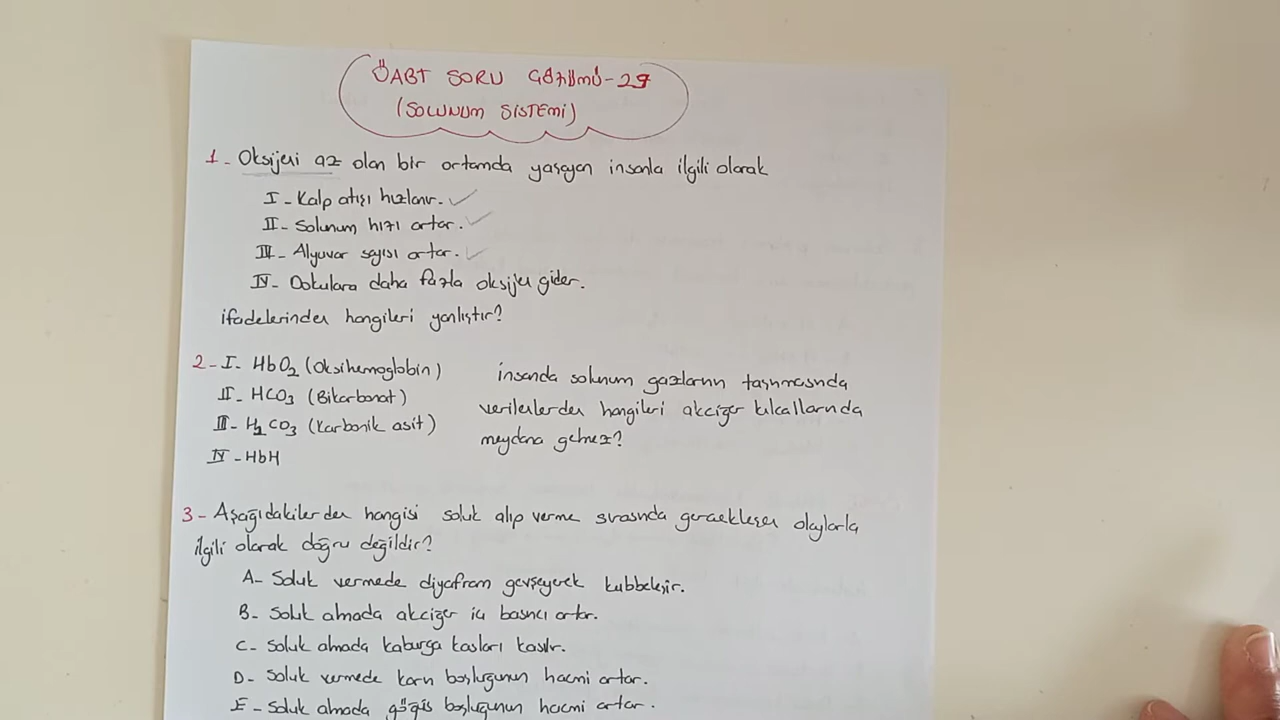 ÖABT SORU ÇÖZÜMÜ-29
(SOLUNUM SİSTEMİ)
1- Oksijeni az olan bir ortamda yaşayan insanla ilgili olarak
I - Kalp atışı hızlanır.
II- Solunum hızı artar.
III- Alyuvar sayısı artar.
IV- Dokulara daha fazla oksijen gider.
ifadelerinden hangileri yanlıştır?
2- I- HbO2 (Oksihemoglobin)
II- HCO3 (Bikarbonat)
III- H2CO3 (Karbonik asit)
IV - HbH
insanda solunum gazlarının taşınmasında
verilenlerden hangileri akciğer kılcallarında
meydana gelmez?
3- Aşağıdakilerden hangisi soluk alıp verme sırasında gerçekleşen olaylarla
ilgili olarak doğru değildir?
A- Soluk vermede diyafram gevşeyerek kubbeleşir.
B- Soluk almada akciğer iç basıncı artar.
C- Soluk almada kaburga kasları kasılır.
D- Soluk vermede karın boşluğunun hacmi artar.
E - Soluk almada göğüs boşluğunun hacmi artar.